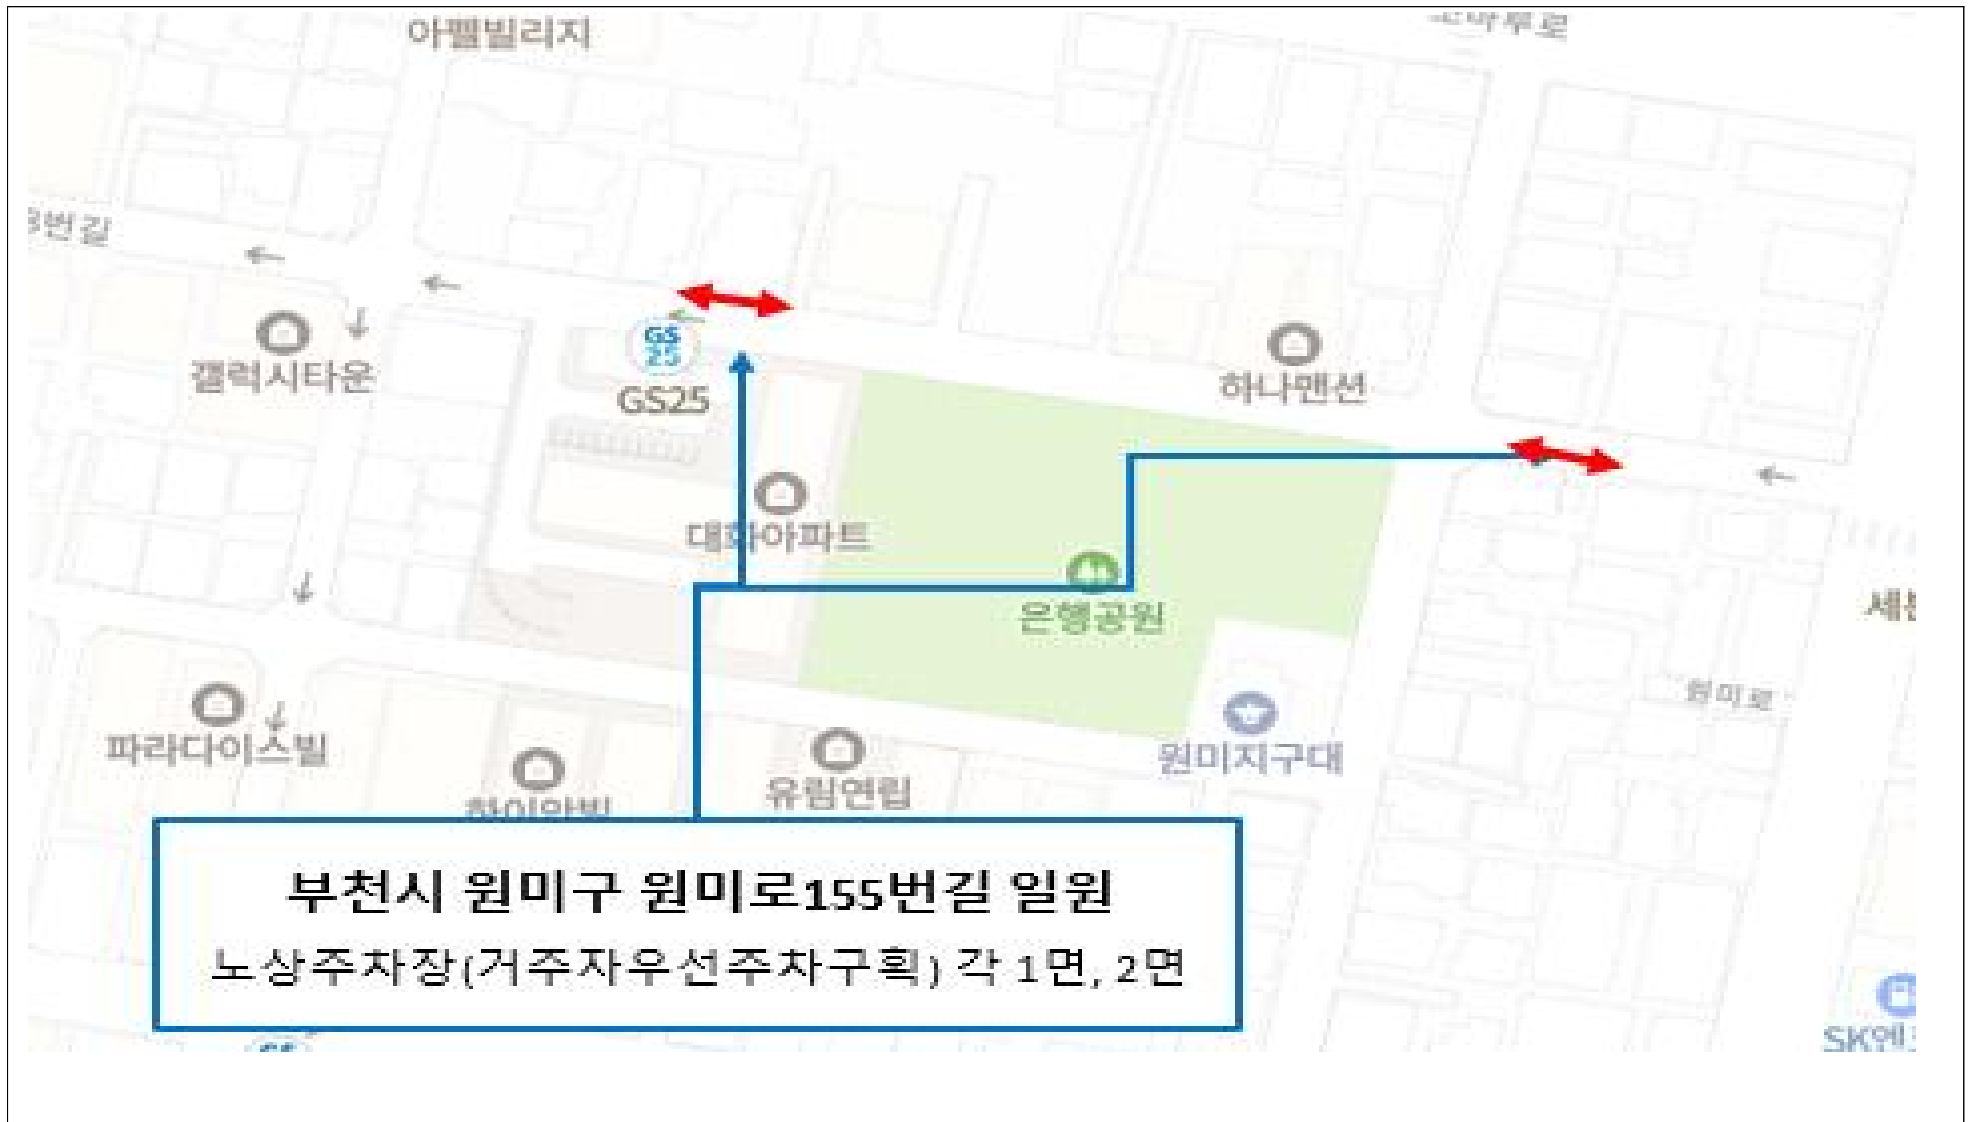 아펠빌리지
번길
GS
25
GS25
갤럭시타운
하나맨션
대화아파트
은행공원
원미로
파라다이스빌
원미지구대
유림연립
부천시 원미구 원미로155번길 일원
노상주차장(거주자우선주차구획) 각 1면, 2면